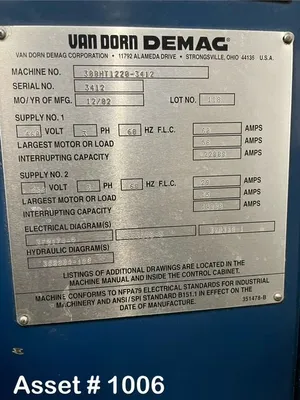 VAN DORN DEMAG
VAN DORN DEMAG CORPORATION • 11792 ALAMEDA DRIVE • STRONGSVILLE, OHIO 44136 U.S.A.
MACHINE NO. 300HT1220-3412
SERIAL NO. 3412
MO/YR OF MFG. 12/02 LOT NO.
SUPPLY NO. 1
VOLT 3 PH 60 HZ F.L.C. AMPS
LARGEST MOTOR OR LOAD AMPS
INTERRUPTING CAPACITY AMPS
SUPPLY NO. 2
VOLT PH 60 HZ F.L.C. AMPS
LARGEST MOTOR OR LOAD AMPS
INTERRUPTING CAPACITY AMPS
ELECTRICAL DIAGRAM(S)
HYDRAULIC DIAGRAM(S)
LISTINGS OF ADDITIONAL DRAWINGS ARE LOCATED IN THE
MACHINE MANUAL AND INSIDE THE CONTROL CABINET.
MACHINE CONFORMS TO NFPA79 ELECTRICAL STANDARDS FOR INDUSTRIAL
MACHINERY AND ANSI/SPI STANDARD B151.1 IN EFFECT ON THE
DATE OF MANUFACTURE. 351478-B
Asset # 1006